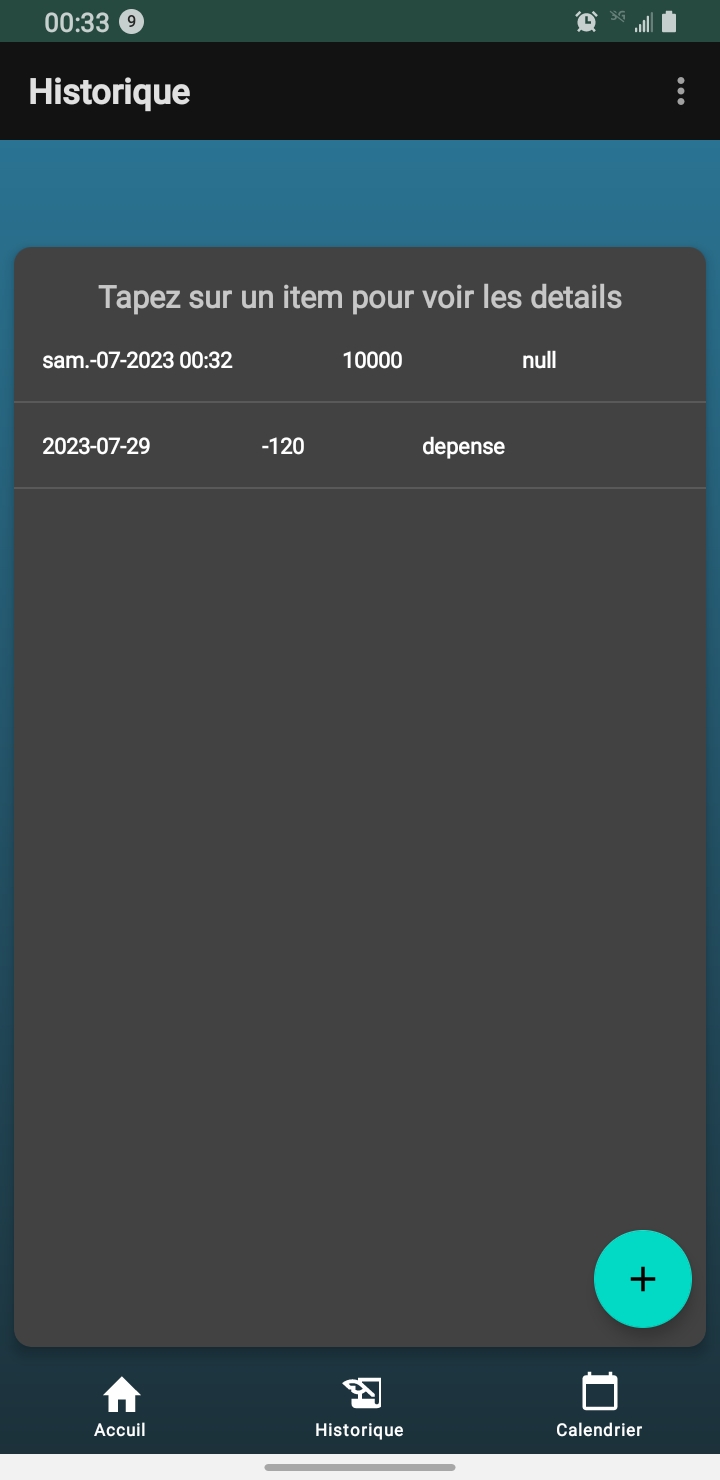 00:33 9 3G
Historique
Tapez sur un item pour voir les details
sam.-07-2023 00:32 10000 null
2023-07-29 -120 depense
Accuil Historique Calendrier